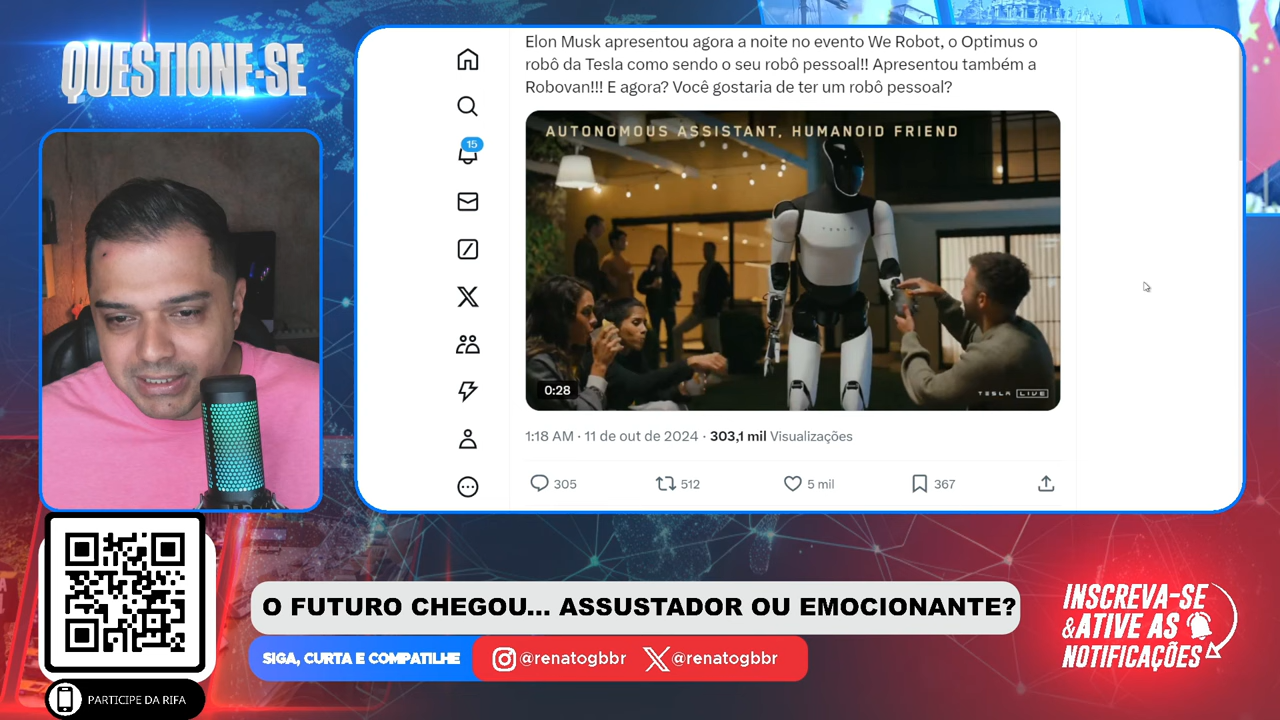 QUESTIONE-SE
Elon Musk apresentou agora a noite no evento We Robot, o Optimus o
robô da Tesla como sendo o seu robô pessoal!! Apresentou também a
Robovan!!! E agora? Você gostaria de ter um robô pessoal?
15
AUTONOMOUS ASSISTANT, HUMANOID FRIEND
TESLA
0:28
TESLA LIVE
1:18 AM · 11 de out de 2024 · 303,1 mil Visualizações
305 512 5 mil 367
O FUTURO CHEGOU... ASSUSTADOR OU EMOCIONANTE?
SIGA, CURTA E COMPATILHE @renatogbbr @renatogbbr
INSCREVA-SE
&ATIVE AS
NOTIFICAÇÕES
PARTICIPE DA RIFA